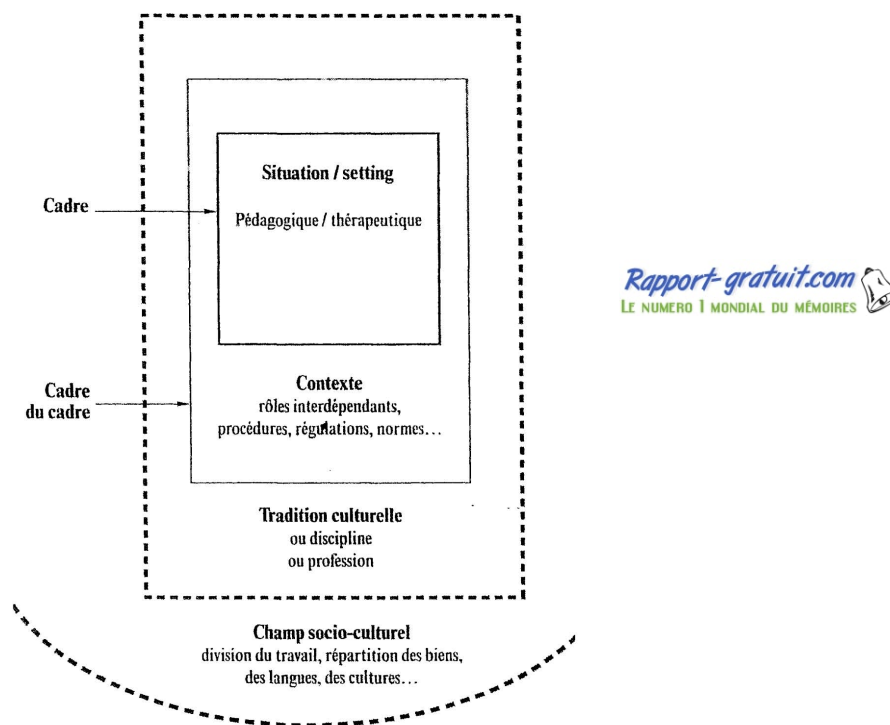 Situation / setting
Cadre
Pédagogique / thérapeutique
Rapport-gratuit.com
LE NUMERO 1 MONDIAL DU MÉMOIRES
Cadre
du cadre
Contexte
rôles interdépendants,
procédures, régulations, normes…
Tradition culturelle
ou discipline
ou profession
Champ socio-culturel
division du travail, répartition des biens,
des langues, des cultures…